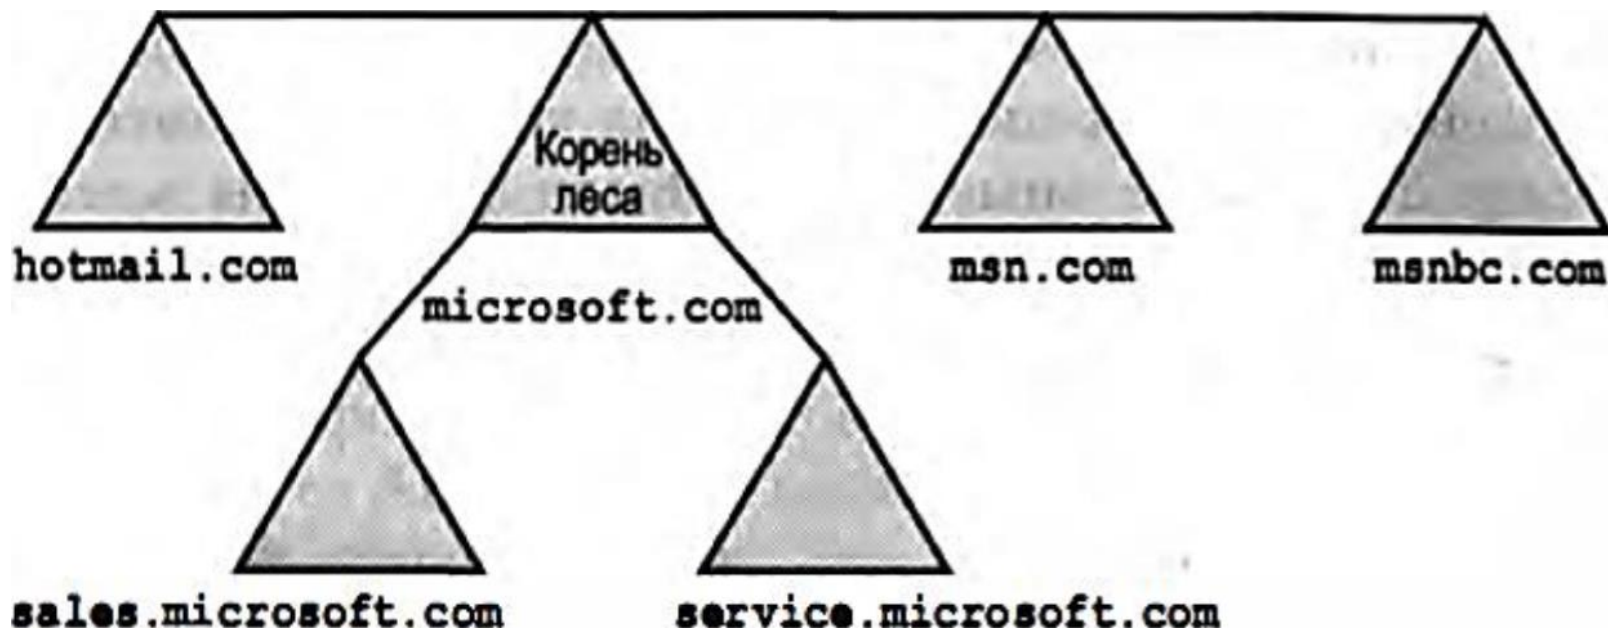 Корень
леса
hotmail.com
microsoft.com
msn.com
msnbc.com
sales.microsoft.com
service.microsoft.com